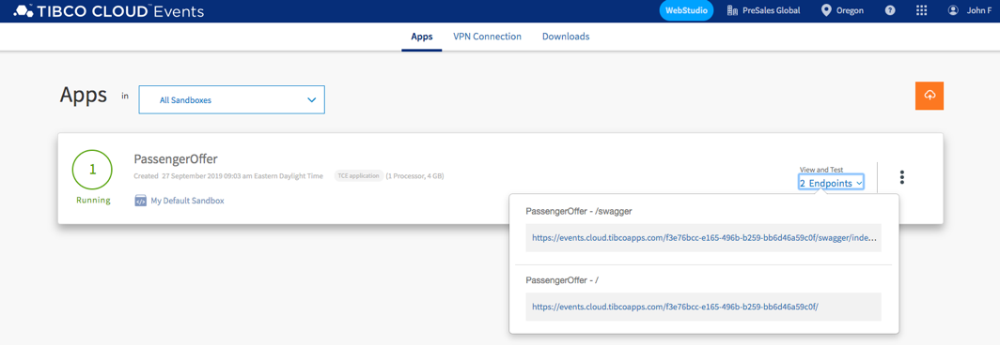 TIBCO CLOUD™ Events
WebStudio
PreSales Global
Oregon
?
John F
Apps
VPN Connection
Downloads
Apps in
All Sandboxes
1
Running
PassengerOffer
Created 27 September 2019 09:03 am Eastern Daylight Time
TCE application
(1 Processor, 4 GB)
My Default Sandbox
View and Test
2 Endpoints
PassengerOffer - /swagger
https://events.cloud.tibcoapps.com/f3e76bcc-e165-496b-b259-bb6d46a59c0f/swagger/inde...
PassengerOffer - /
https://events.cloud.tibcoapps.com/f3e76bcc-e165-496b-b259-bb6d46a59c0f/